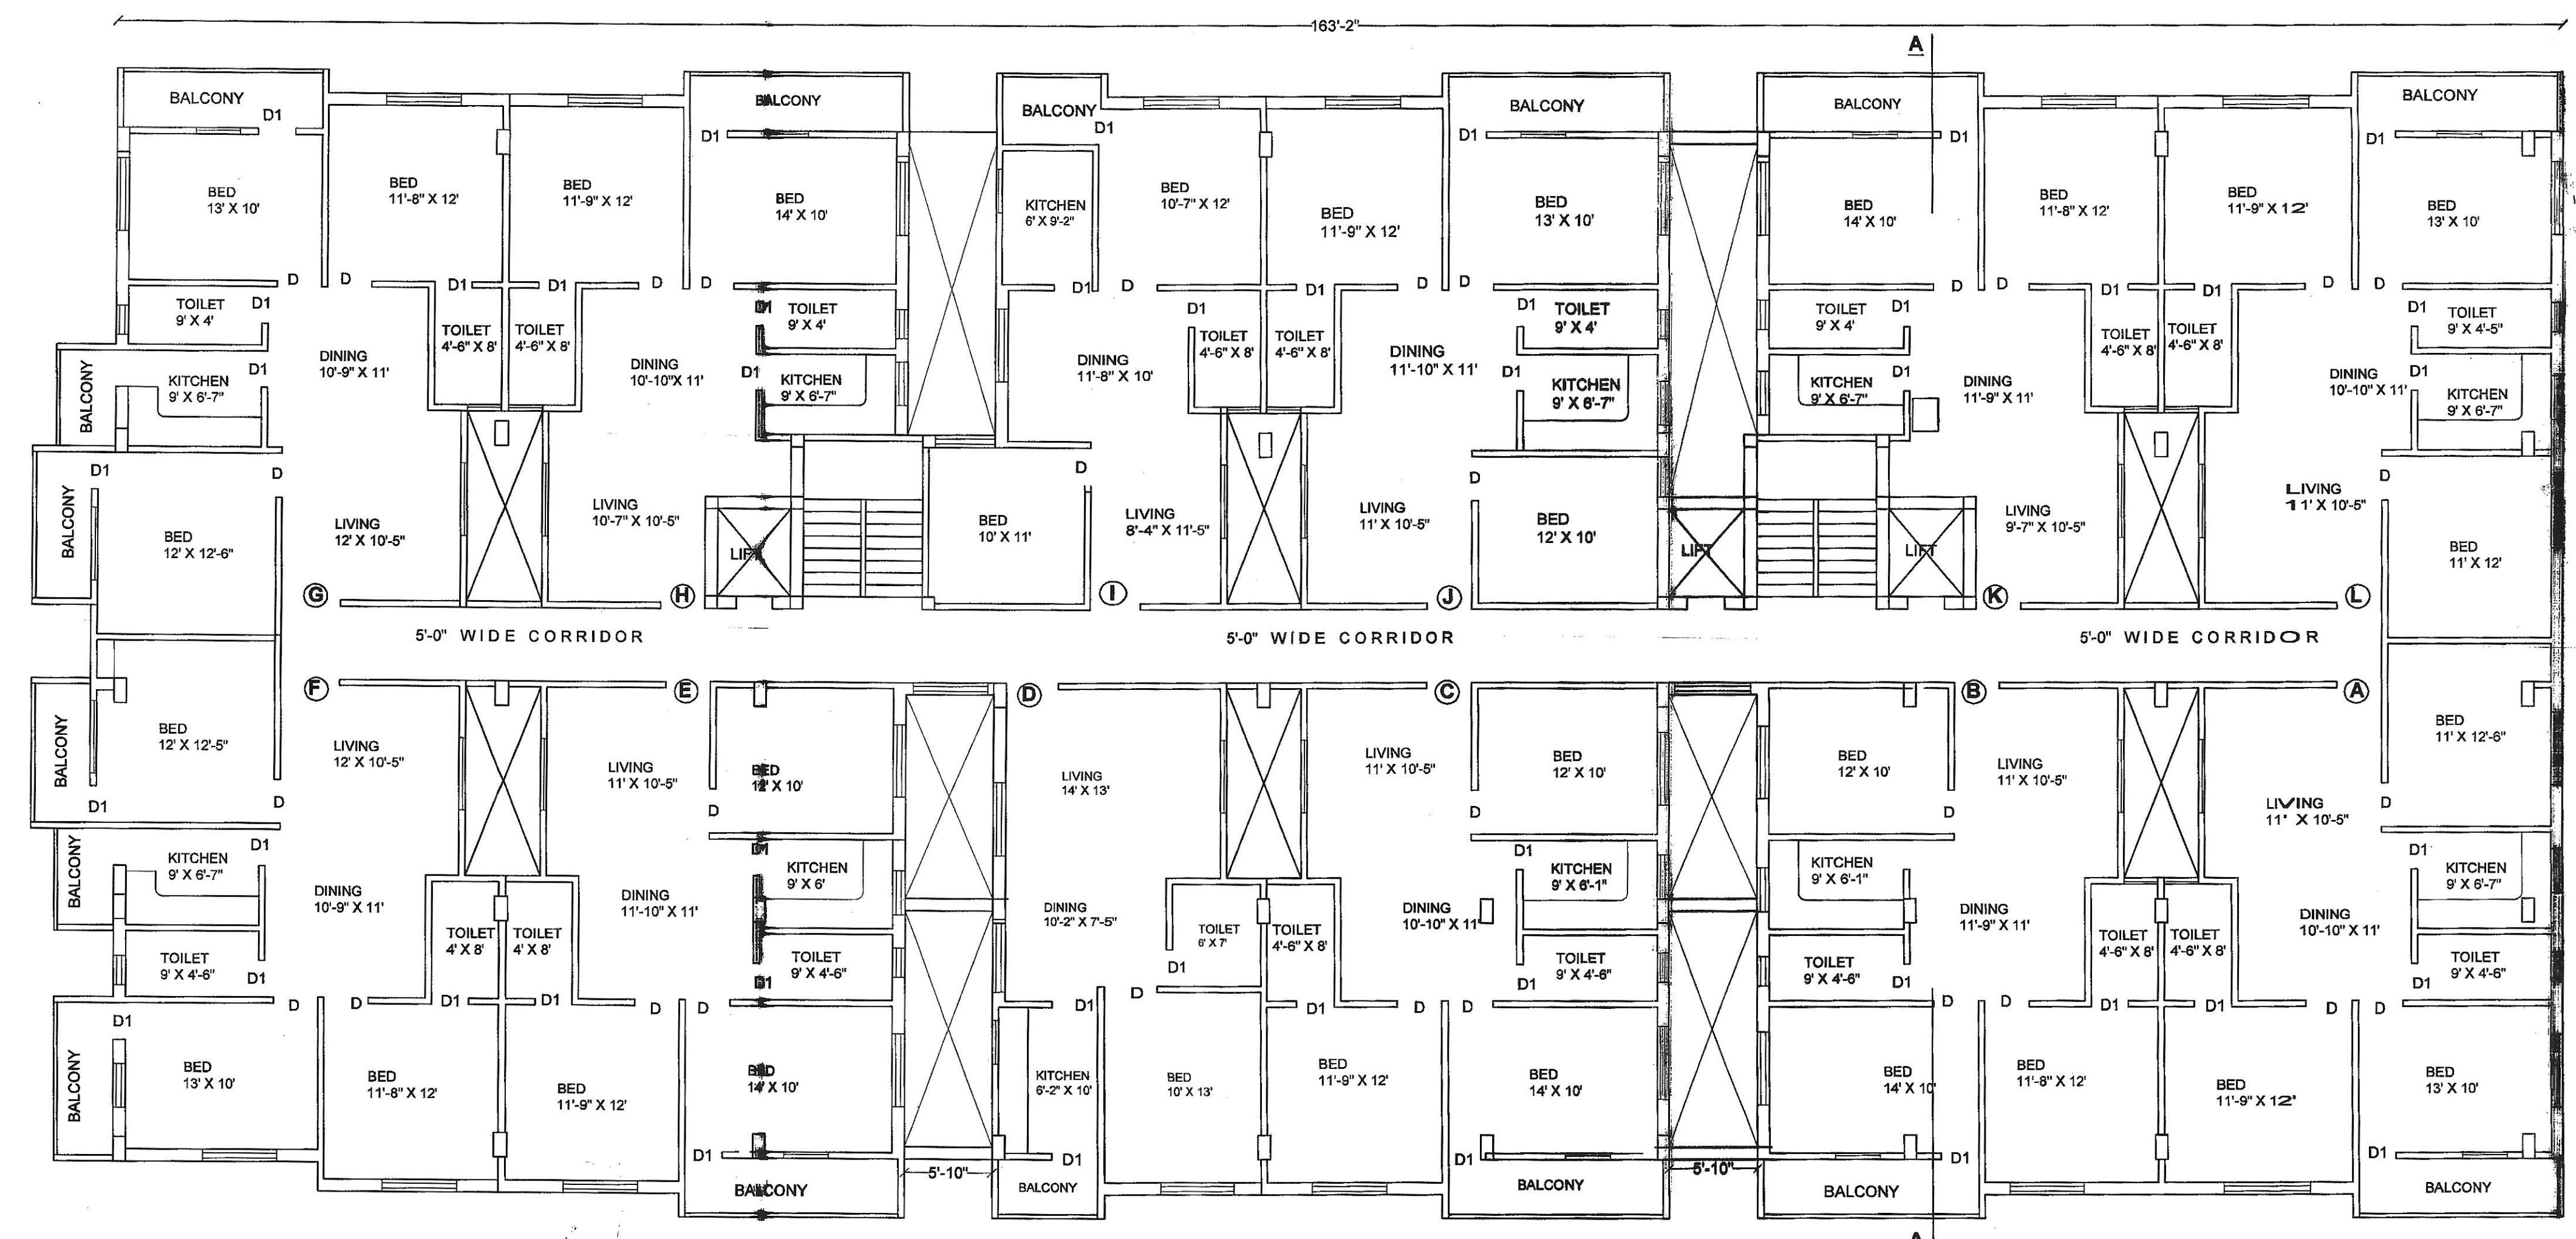 163'-2"
A
BALCONY
D1
BALCONY
D1
BALCONY
D1
BALCONY
D1
BALCONY
D1
BALCONY
D1
BED
13' X 10'
BED
11'-8" X 12'
BED
11'-9" X 12'
BED
14' X 10'
KITCHEN
6' X 9'-2"
BED
10'-7" X 12'
BED
11'-9" X 12'
BED
13' X 10'
BED
14' X 10'
BED
11'-8" X 12'
BED
11'-9" X 12'
BED
13' X 10'
D
D
D1
D1
D
D
D1
D
D1
D
D
D
D
D1
D1
D
D
TOILET
9' X 4'
D1
TOILET
4'-6" X 8'
TOILET
4'-6" X 8'
D1
TOILET
9' X 4'
D1
TOILET
4'-6" X 8'
TOILET
4'-6" X 8'
D1
TOILET
9' X 4'
TOILET
9' X 4'
D1
TOILET
4'-6" X 8'
TOILET
4'-6" X 8'
D1
TOILET
9' X 4'-5"
BALCONY
KITCHEN
9' X 6'-7"
D1
DINING
10'-9" X 11'
DINING
10'-10" X 11'
D1
KITCHEN
9' X 6'-7"
DINING
11'-8" X 10'
DINING
11'-10" X 11'
D1
KITCHEN
9' X 6'-7"
KITCHEN
9' X 6'-7"
D1
DINING
11'-9" X 11'
DINING
10'-10" X 11'
D1
KITCHEN
9' X 6'-7"
D1
D
D
D
D
BALCONY
BED
12' X 12'-6"
LIVING
12' X 10'-5"
LIVING
10'-7" X 10'-5"
LIFT
BED
10' X 11'
LIVING
8'-4" X 11'-5"
LIVING
11' X 10'-5"
BED
12' X 10'
LIFT
LIFT
LIVING
9'-7" X 10'-5"
LIVING
11' X 10'-5"
BED
11' X 12'
G
H
I
J
K
L
5'-0" WIDE CORRIDOR
5'-0" WIDE CORRIDOR
5'-0" WIDE CORRIDOR
F
E
D
C
B
A
BALCONY
BED
12' X 12'-5"
LIVING
12' X 10'-5"
LIVING
11' X 10'-5"
BED
12' X 10'
LIVING
14' X 13'
LIVING
11' X 10'-5"
BED
12' X 10'
BED
12' X 10'
LIVING
11' X 10'-5"
LIVING
11' X 10'-5"
BED
11' X 12'-6"
D1
D
D
D
D
D
BALCONY
KITCHEN
9' X 6'-7"
D1
DINING
10'-9" X 11'
DINING
11'-10" X 11'
D1
KITCHEN
9' X 6'
DINING
10'-2" X 7'-5"
DINING
10'-10" X 11'
D1
KITCHEN
9' X 6'-1"
KITCHEN
9' X 6'-1"
DINING
11'-9" X 11'
DINING
10'-10" X 11'
D1
KITCHEN
9' X 6'-7"
TOILET
9' X 4'-6"
D1
TOILET
4' X 8'
TOILET
4' X 8'
D1
TOILET
9' X 4'-6"
TOILET
6' X 7'
D1
TOILET
4'-6" X 8'
D1
TOILET
9' X 4'-6"
TOILET
9' X 4'-6"
D1
TOILET
4'-6" X 8'
TOILET
4'-6" X 8'
D1
TOILET
9' X 4'-6"
D
D
D1
D1
D
D
D1
D
D1
D
D
D
D
D1
D1
D
D
BALCONY
D1
BED
13' X 10'
BED
11'-8" X 12'
BED
11'-9" X 12'
BED
14' X 10'
KITCHEN
6'-2" X 10'
BED
10' X 13'
BED
11'-9" X 12'
BED
14' X 10'
BED
14' X 10'
BED
11'-8" X 12'
BED
11'-9" X 12'
BED
13' X 10'
D1
D1
D1
D1
D1
BALCONY
5'-10"
BALCONY
BALCONY
5'-10"
BALCONY
BALCONY
A